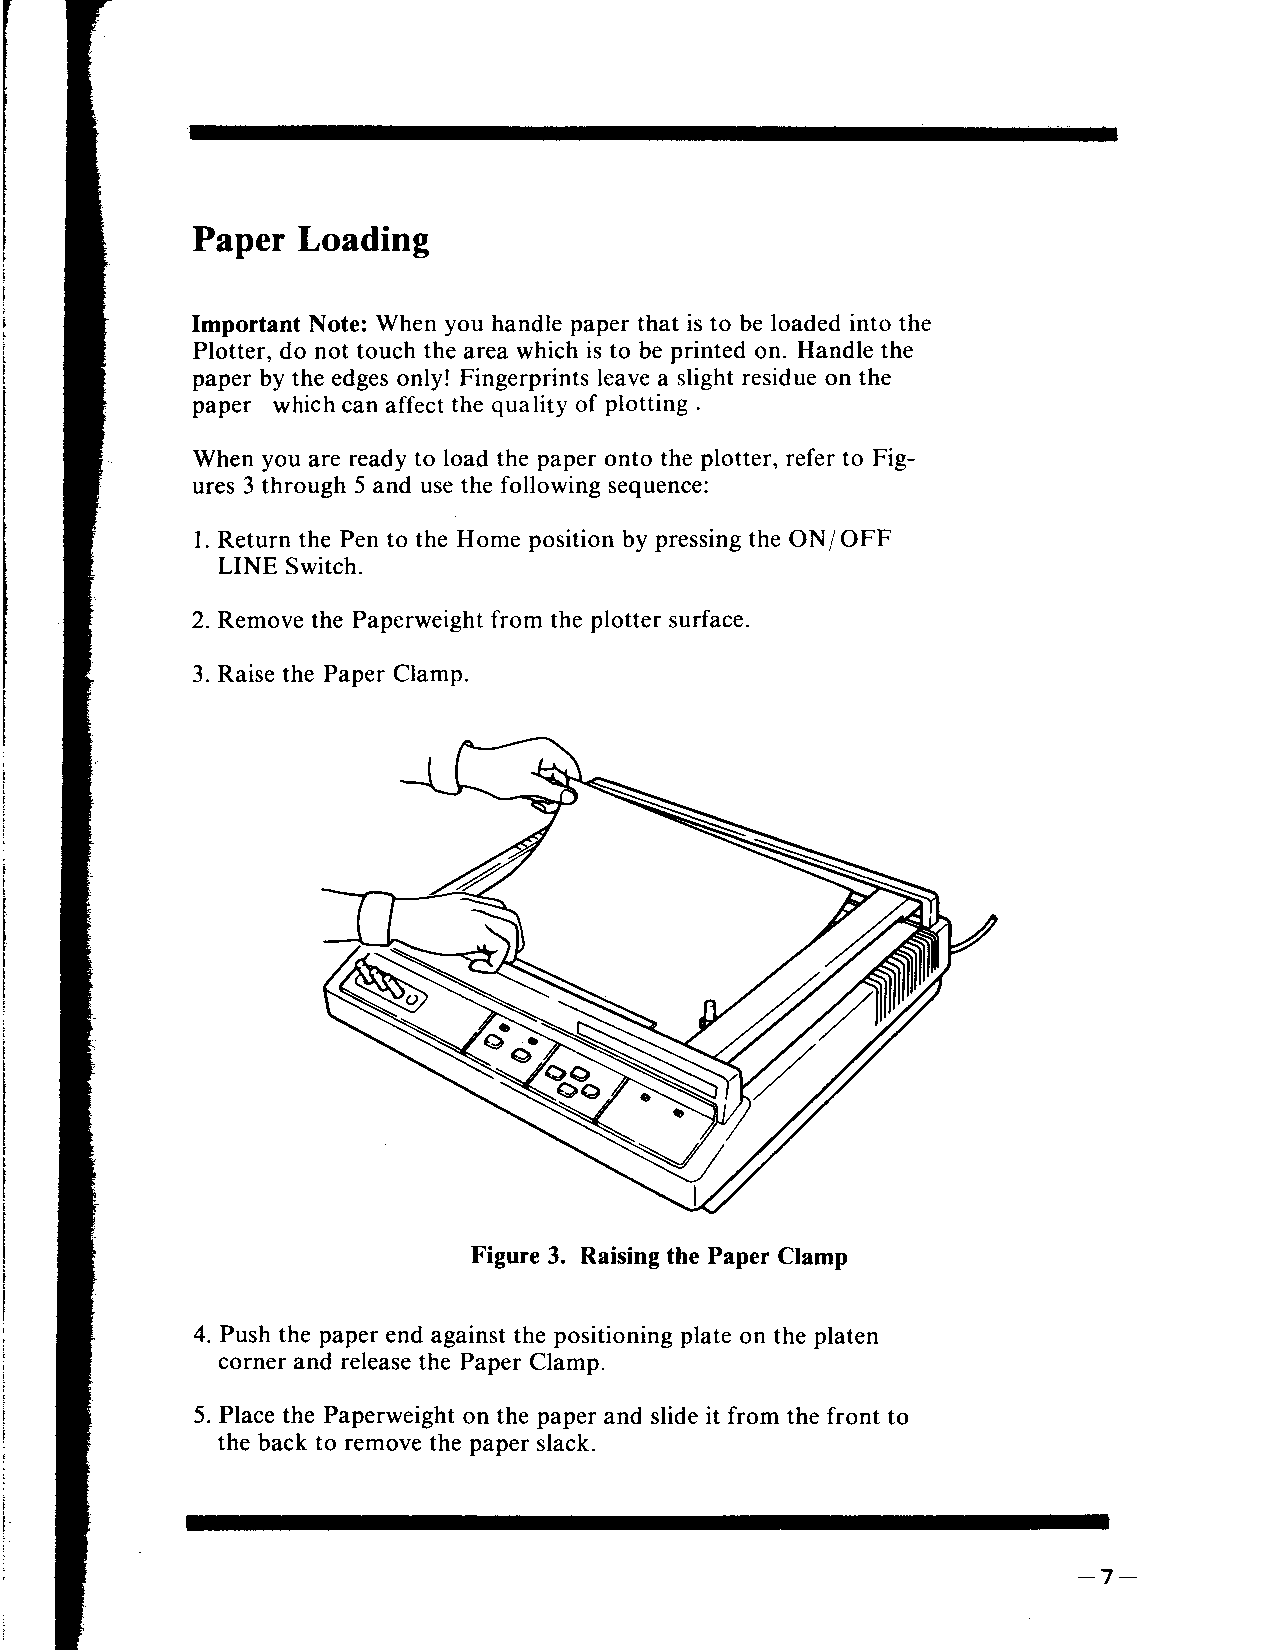 Paper Loading
Important Note: When you handle paper that is to be loaded into the
Plotter, do not touch the area which is to be printed on. Handle the
paper by the edges only! Fingerprints leave a slight residue on the
paper which can affect the quality of plotting .
When you are ready to load the paper onto the plotter, refer to Fig-
ures 3 through 5 and use the following sequence:
1. Return the Pen to the Home position by pressing the ON/OFF
LINE Switch.
2. Remove the Paperweight from the plotter surface.
3. Raise the Paper Clamp.
Figure 3. Raising the Paper Clamp
4. Push the paper end against the positioning plate on the platen
corner and release the Paper Clamp.
5. Place the Paperweight on the paper and slide it from the front to
the back to remove the paper slack.
—7—